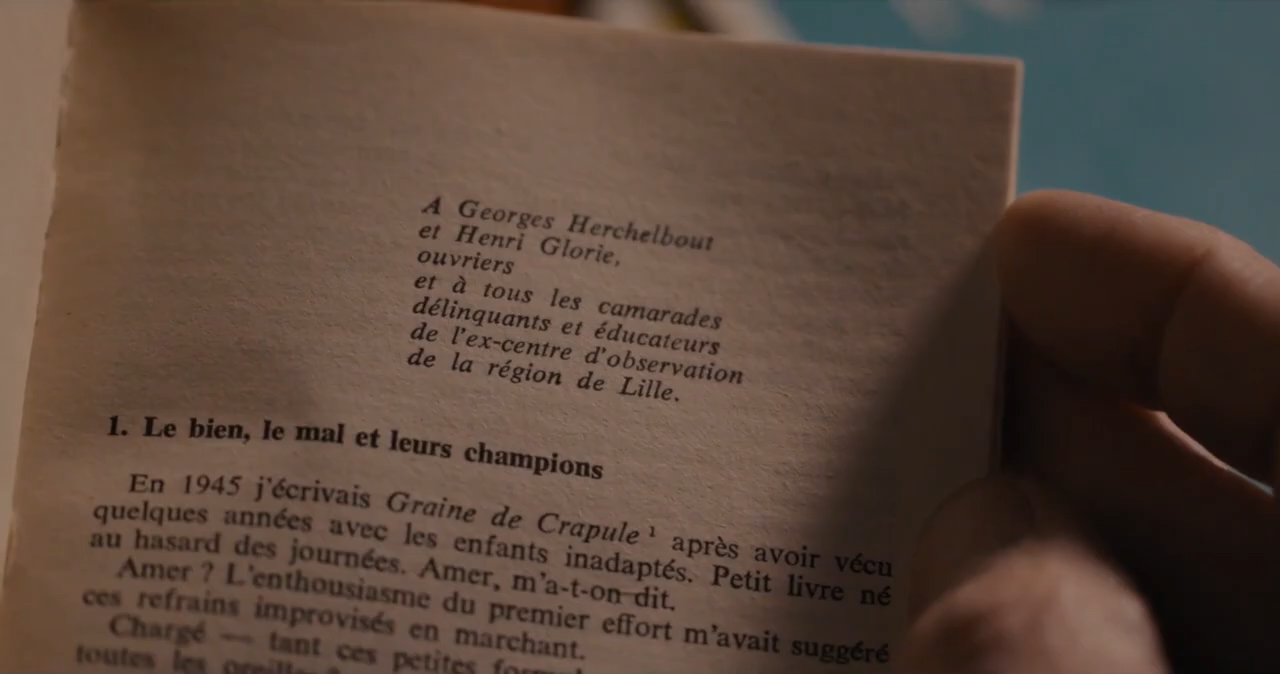 A Georges Herchelbout
et Henri Glorie,
ouvriers
et à tous les camarades
délinquants et éducateurs
de l'ex-centre d'observation
de la région de Lille.
1. Le bien, le mal et leurs champions
En 1945 j'écrivais Graine de Crapule ¹ après avoir vécu
quelques années avec les enfants inadaptés. Petit livre né
au hasard des journées. Amer, m'a-t-on dit.
Amer ? L'enthousiasme du premier effort m'avait suggéré
ces refrains improvisés en marchant.
Chargé — tant ces petites
toutes les